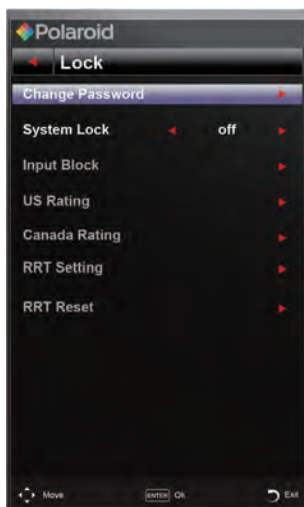 Polaroid
Lock
Change Password
System Lock off
Input Block
US Rating
Canada Rating
RRT Setting
RRT Reset
Move ENTER Ok Exit